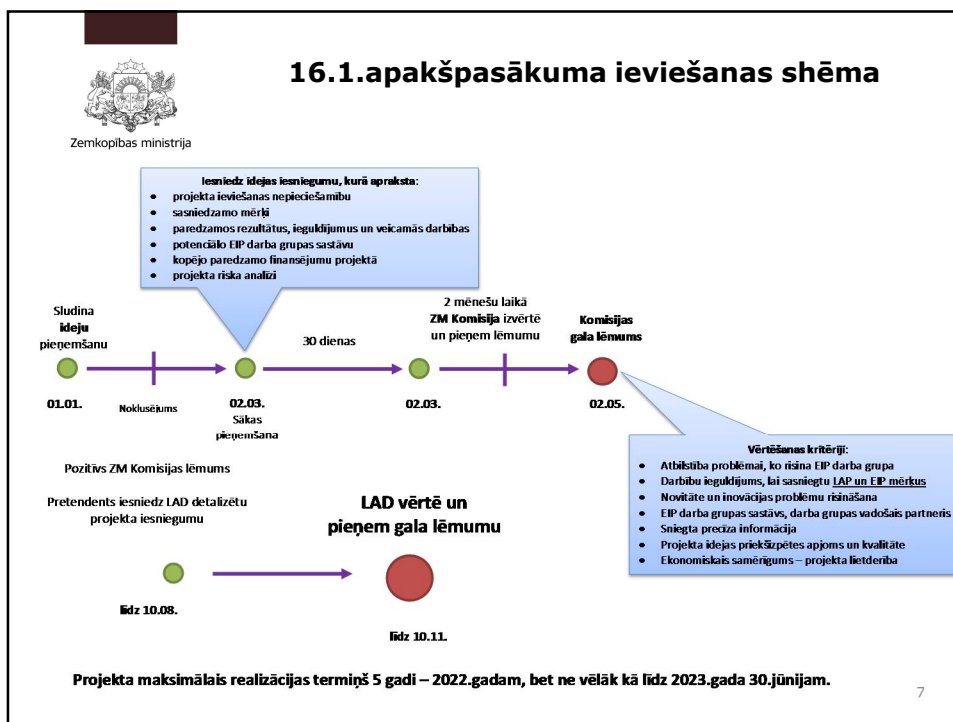 16.1.apakšpasākuma ieviešanas shēma
Zemkopības ministrija
Iesniedz idejas iesniegumu, kurā apraksta:
• projekta ieviešanas nepieciešamību
• sasniedzamo mērķi
• paredzamos rezultātus, ieguldījumus un veicamās darbības
• potenciālo EIP darba grupas sastāvu
• kopējo paredzamo finansējumu projektā
• projekta riska analīzi
Sludina
ideju
pieņemšanu
30 dienas
2 mēnešu laikā
ZM Komisija izvērtē
un pieņem lēmumu
Komisijas
gala lēmums
01.01.
Noklusējums
02.03.
Sākas
pieņemšana
02.03.
02.05.
Vērtēšanas kritēriji:
• Atbilstība problēmai, ko risina EIP darba grupa
• Darbību ieguldījums, lai sasniegtu LAP un EIP mērķus
• Novitāte un inovācijas problēmu risināšana
• EIP darba grupas sastāvs, darba grupas vadošais partneris
• Sniegta precīza informācija
• Projekta idejas priekšizpētes apjoms un kvalitāte
• Ekonomiskais samērīgums – projekta lietderība
Pozitīvs ZM Komisijas lēmums
Pretendents iesniedz LAD detalizētu
projekta iesniegumu
LAD vērtē un
pieņem gala lēmumu
līdz 10.08.
līdz 10.11.
Projekta maksimālais realizācijas termiņš 5 gadi – 2022.gadam, bet ne vēlāk kā līdz 2023.gada 30.jūnijam.
7